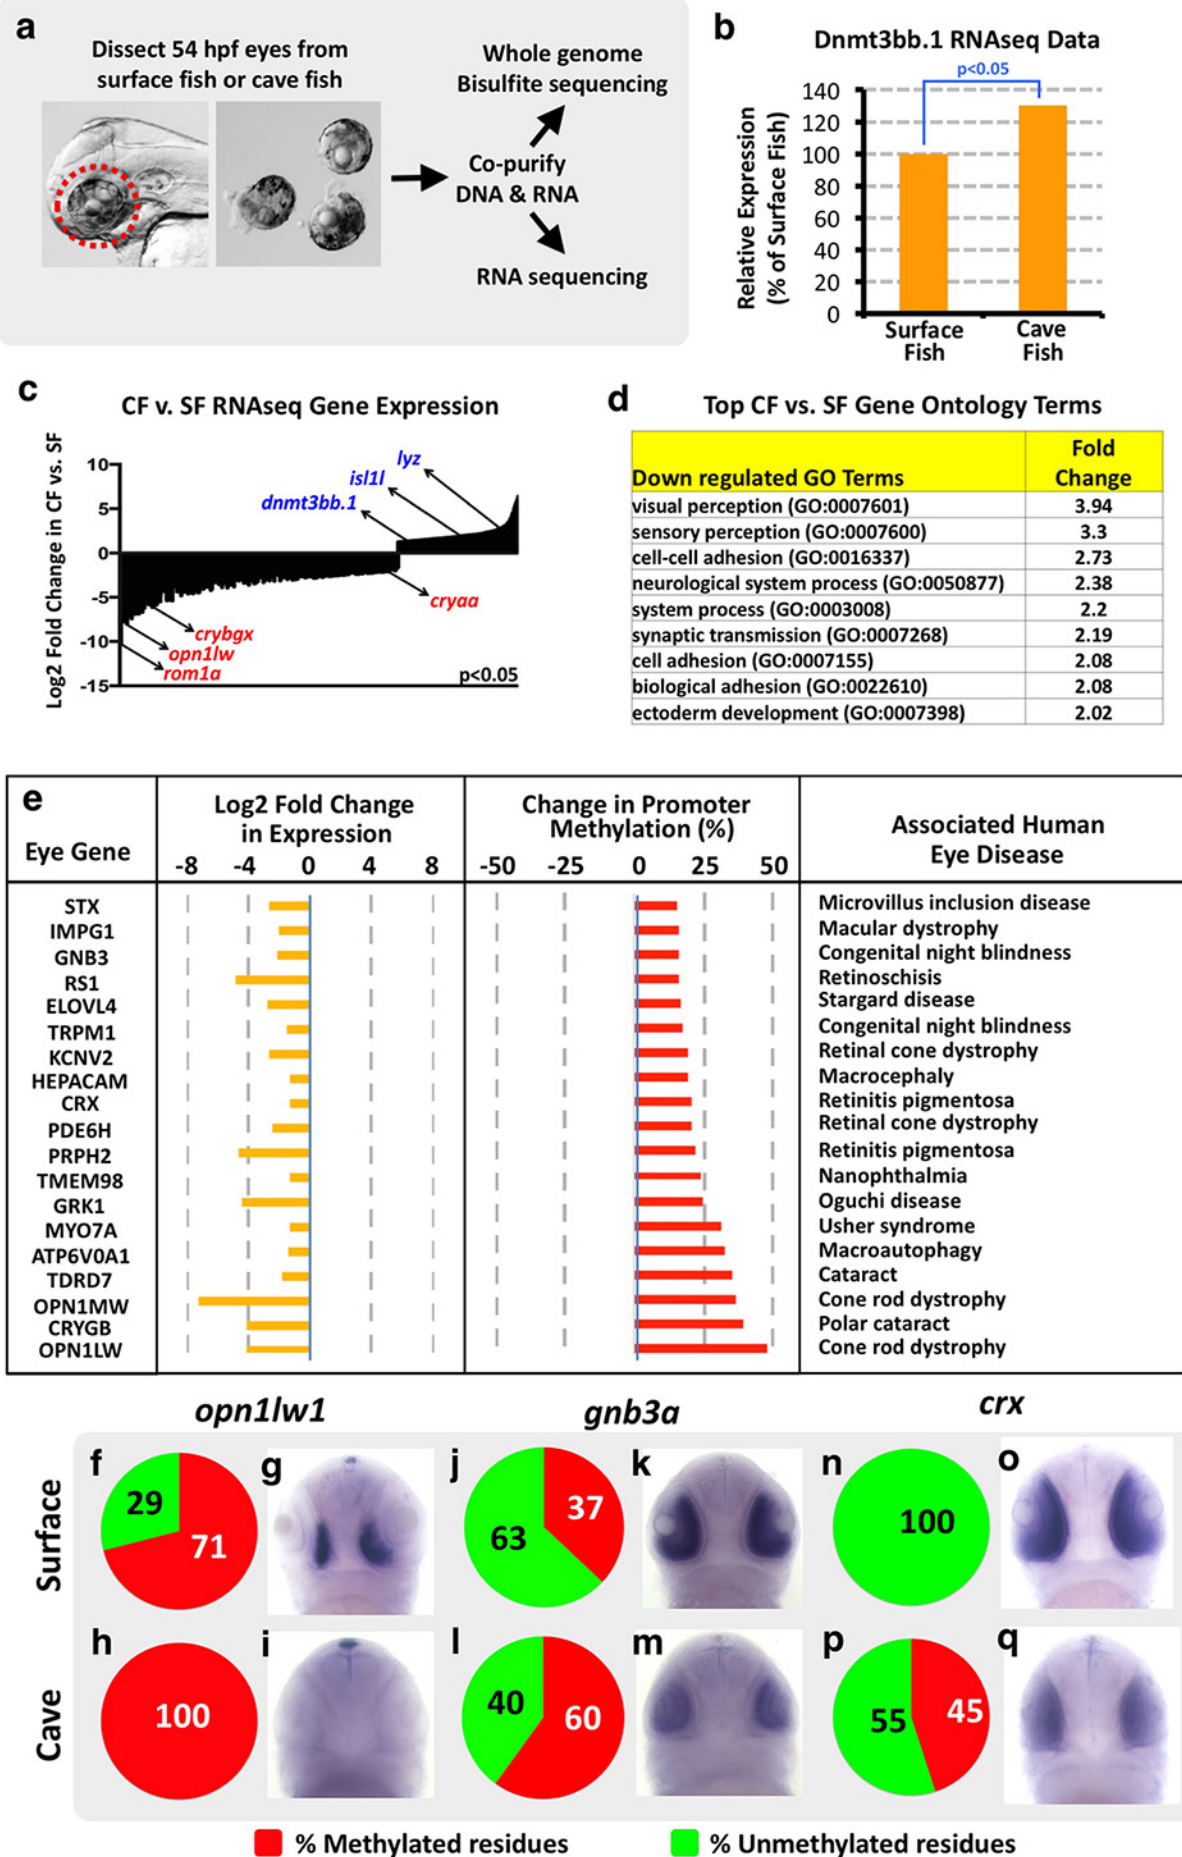 a
Dissect 54 hpf eyes from
surface fish or cave fish
Whole genome
Bisulfite sequencing
Co-purify
DNA & RNA
RNA sequencing
b
Dnmt3bb.1 RNAseq Data
p<0.05
Relative Expression
(% of Surface Fish)
140
120
100
80
60
40
20
0
Surface
Fish
Cave
Fish
c
CF v. SF RNAseq Gene Expression
Log2 Fold Change in CF vs. SF
10
5
0
-5
-10
-15
lyz
isl1l
dnmt3bb.1
cryaa
crybgx
opn1lw
rom1a
p<0.05
d
Top CF vs. SF Gene Ontology Terms
Down regulated GO Terms Fold Change
visual perception (GO:0007601) 3.94
sensory perception (GO:0007600) 3.3
cell-cell adhesion (GO:0016337) 2.73
neurological system process (GO:0050877) 2.38
system process (GO:0003008) 2.2
synaptic transmission (GO:0007268) 2.19
cell adhesion (GO:0007155) 2.08
biological adhesion (GO:0022610) 2.08
ectoderm development (GO:0007398) 2.02
e
Eye Gene
Log2 Fold Change
in Expression
-8 -4 0 4 8
Change in Promoter
Methylation (%)
-50 -25 0 25 50
Associated Human
Eye Disease
STX Microvillus inclusion disease
IMPG1 Macular dystrophy
GNB3 Congenital night blindness
RS1 Retinoschisis
ELOVL4 Stargard disease
TRPM1 Congenital night blindness
KCNV2 Retinal cone dystrophy
HEPACAM Macrocephaly
CRX Retinitis pigmentosa
PDE6H Retinal cone dystrophy
PRPH2 Retinitis pigmentosa
TMEM98 Nanophthalmia
GRK1 Oguchi disease
MYO7A Usher syndrome
ATP6V0A1 Macroautophagy
TDRD7 Cataract
OPN1MW Cone rod dystrophy
CRYGB Polar cataract
OPN1LW Cone rod dystrophy
opn1lw1 gnb3a crx
Surface
f
29
71
g
j
37
63
k
n
100
o
Cave
h
100
i
l
40
60
m
p
55
45
q
% Methylated residues
% Unmethylated residues